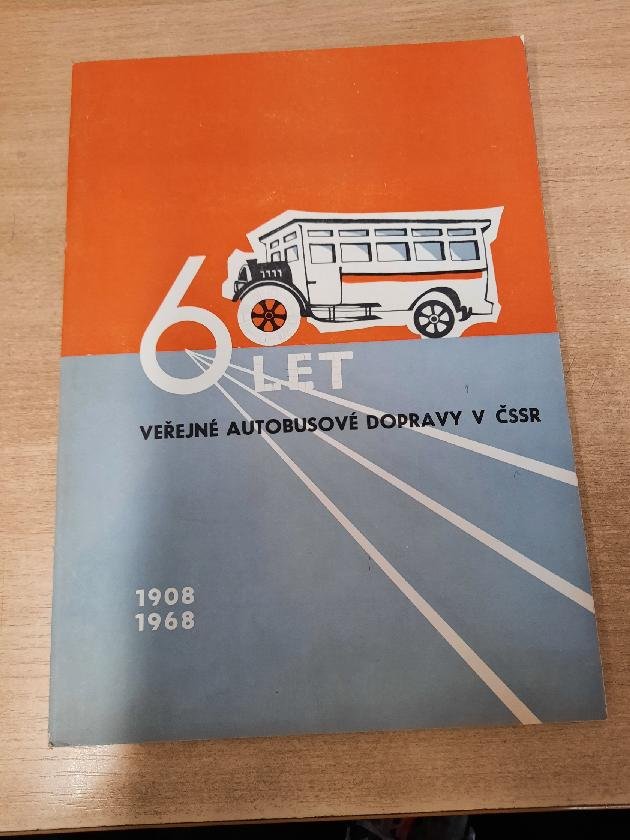 60 LET
VEŘEJNÉ AUTOBUSOVÉ DOPRAVY V ČSSR
1908
1968